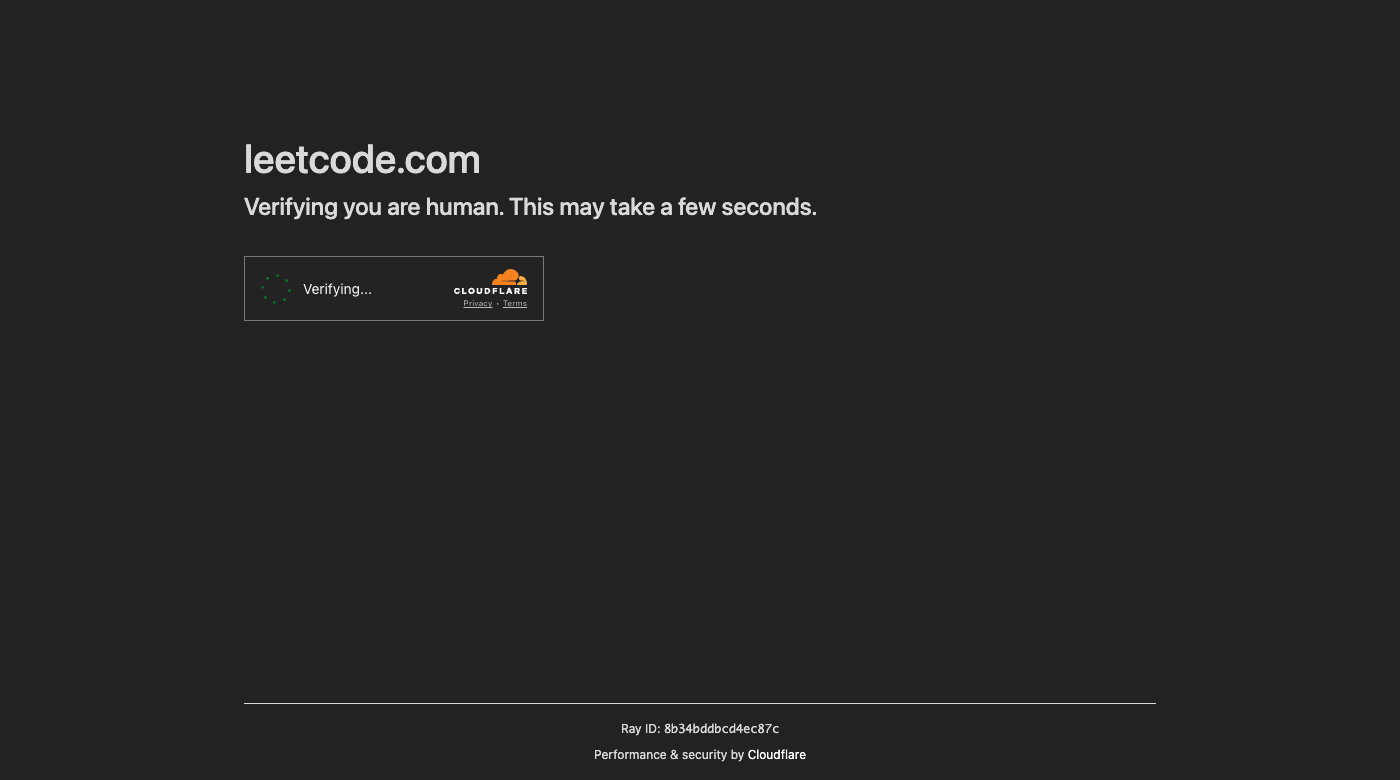 leetcode.com
Verifying you are human. This may take a few seconds.
Verifying...
CLOUDFLARE
Privacy • Terms
Ray ID: 8b34bddbcd4ec87c
Performance & security by Cloudflare